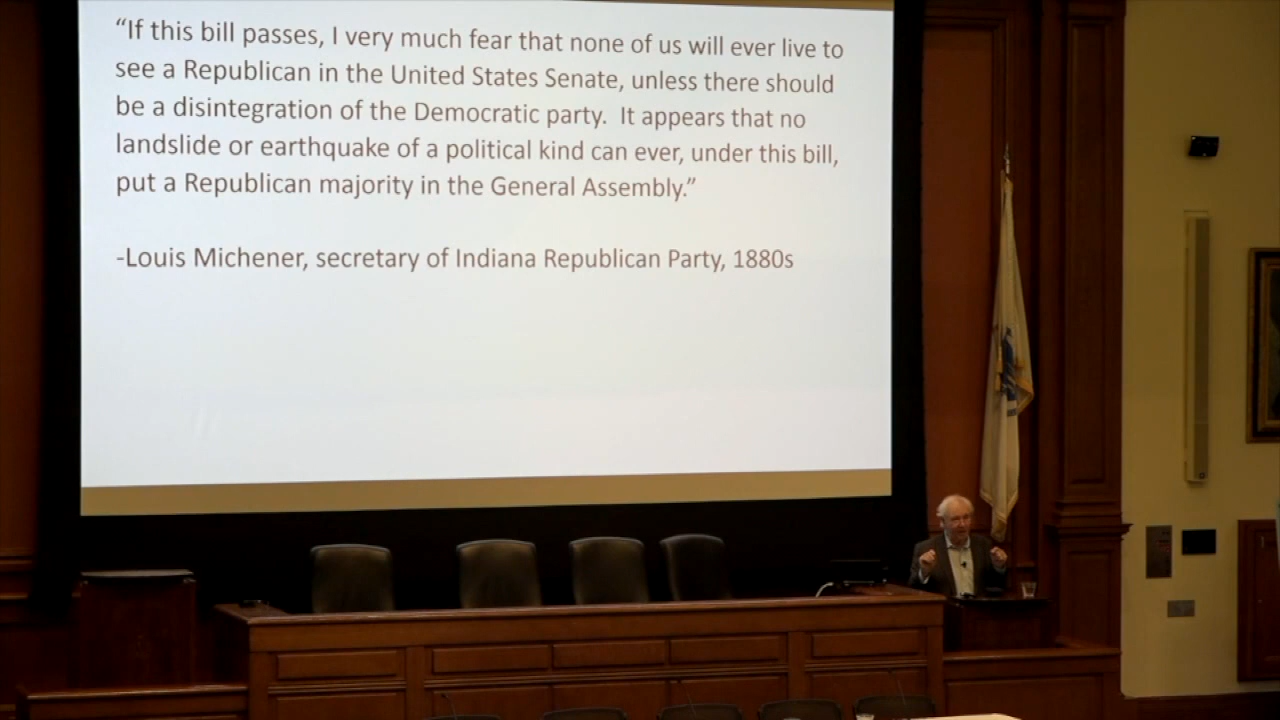 “If this bill passes, I very much fear that none of us will ever live to
see a Republican in the United States Senate, unless there should
be a disintegration of the Democratic party.  It appears that no
landslide or earthquake of a political kind can ever, under this bill,
put a Republican majority in the General Assembly.”
-Louis Michener, secretary of Indiana Republican Party, 1880s